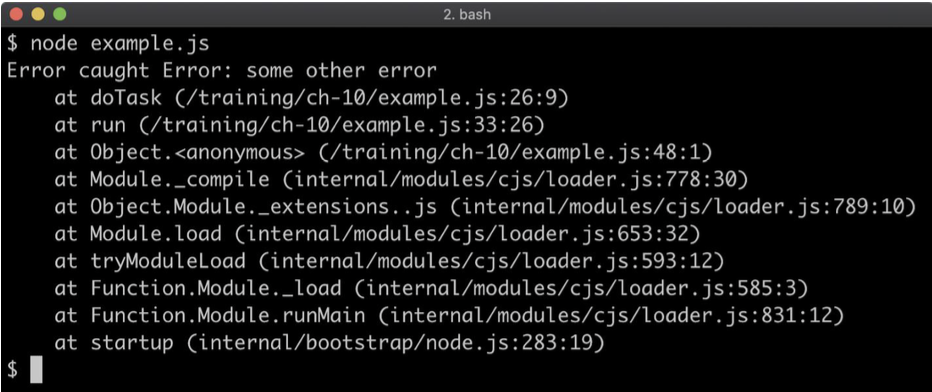 2. bash
$ node example.js
Error caught Error: some other error
    at doTask (/training/ch-10/example.js:26:9)
    at run (/training/ch-10/example.js:33:26)
    at Object.<anonymous> (/training/ch-10/example.js:48:1)
    at Module._compile (internal/modules/cjs/loader.js:778:30)
    at Object.Module._extensions..js (internal/modules/cjs/loader.js:789:10)
    at Module.load (internal/modules/cjs/loader.js:653:32)
    at tryModuleLoad (internal/modules/cjs/loader.js:593:12)
    at Function.Module._load (internal/modules/cjs/loader.js:585:3)
    at Function.Module.runMain (internal/modules/cjs/loader.js:831:12)
    at startup (internal/bootstrap/node.js:283:19)
$